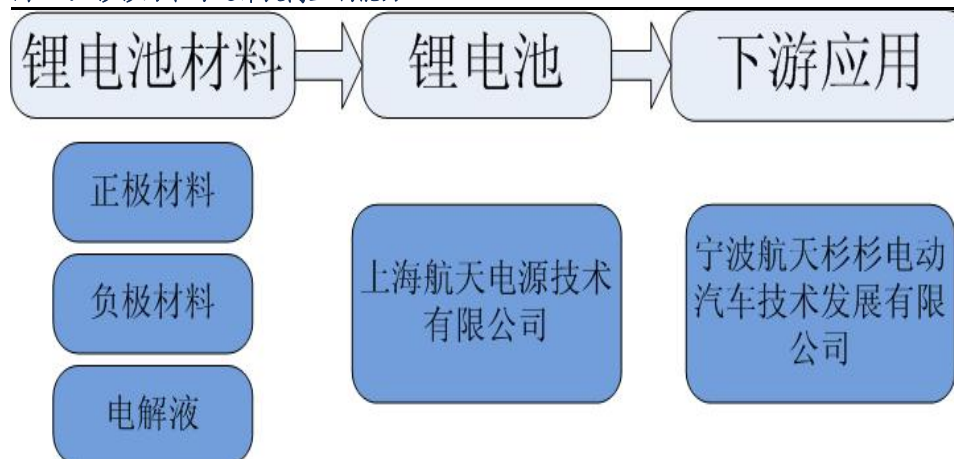 锂电池材料
锂电池
下游应用
正极材料
负极材料
电解液
上海航天电源技术
有限公司
宁波航天杉杉电动
汽车技术发展有限
公司